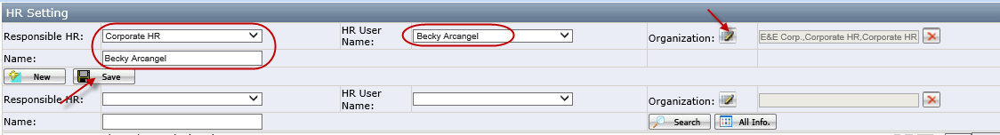 HR Setting
Responsible HR: Corporate HR HR User Name: Becky Arcangel Organization: E&E Corp.,Corporate HR,Corporate HR
Name: Becky Arcangel
New Save
Responsible HR: HR User Name: Organization:
Name: Search All Info.